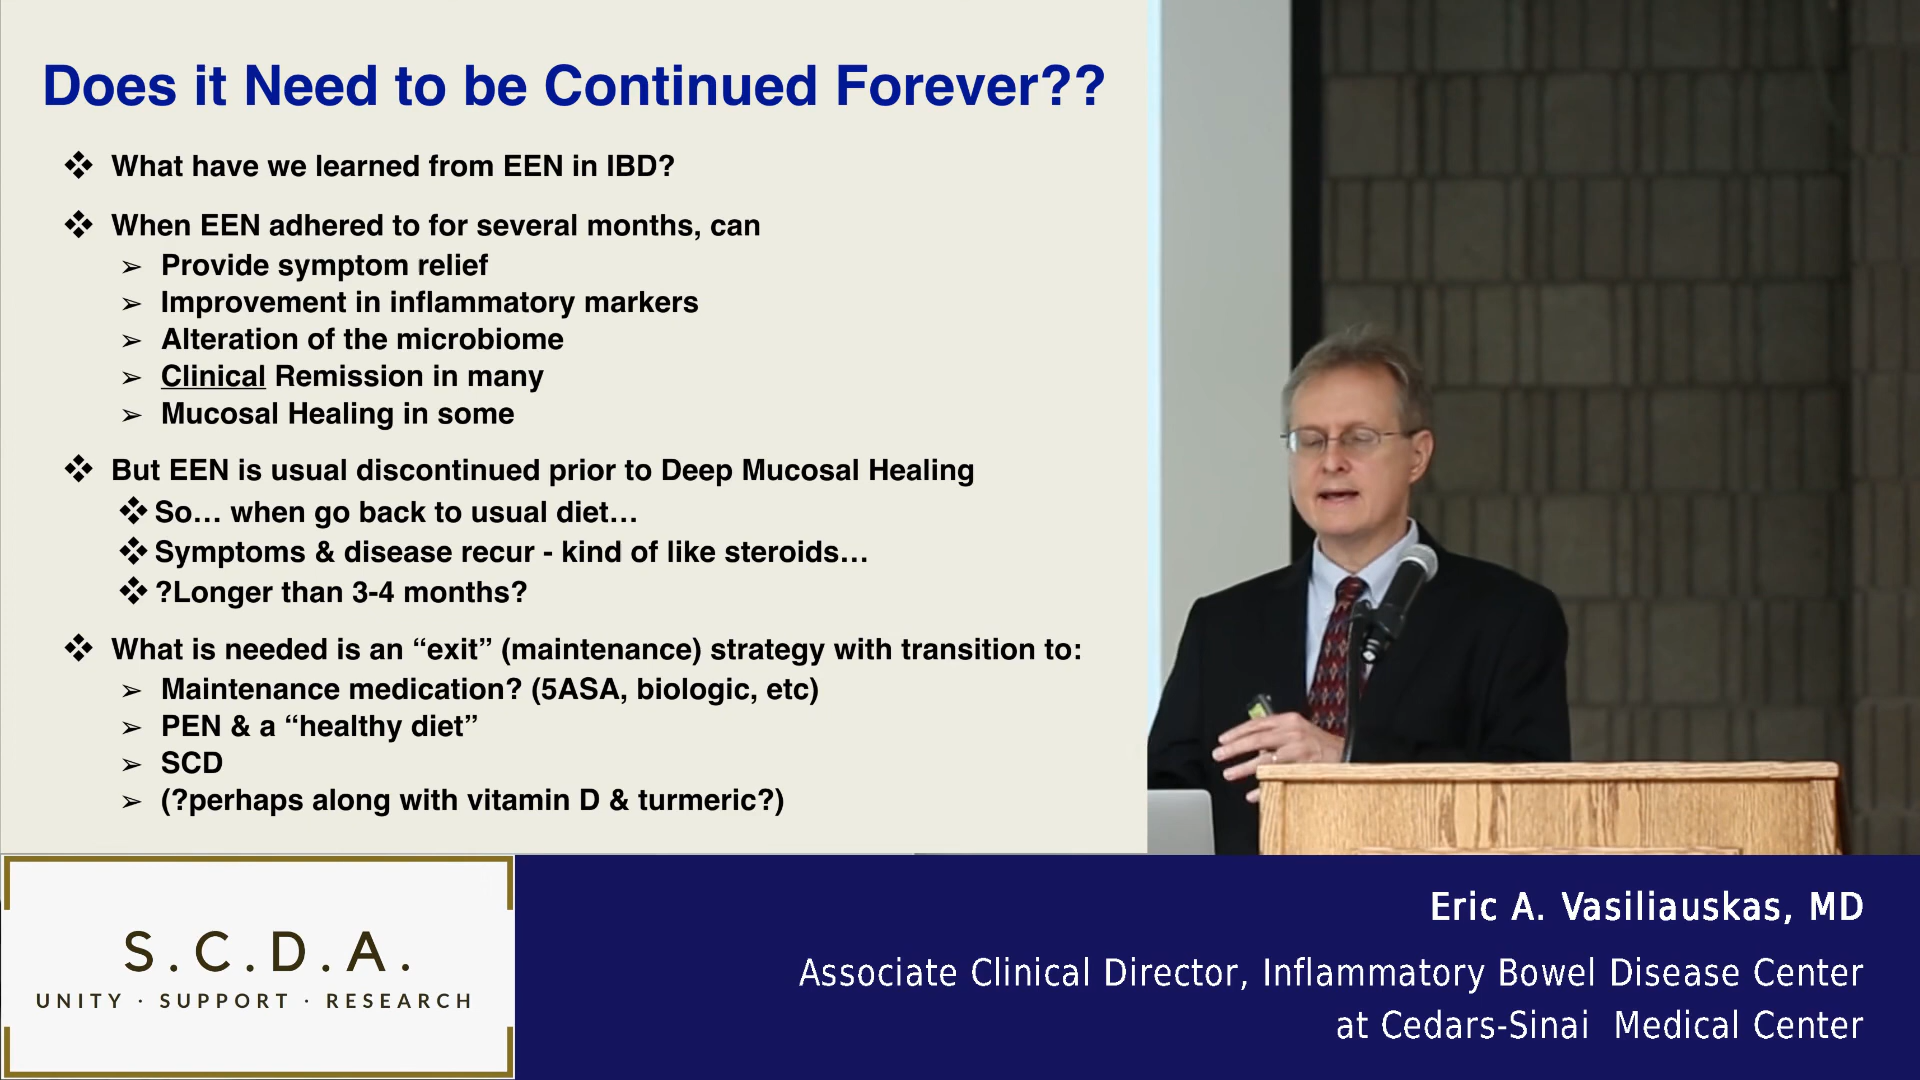 Does it Need to be Continued Forever??
❖ What have we learned from EEN in IBD?
❖ When EEN adhered to for several months, can
➢ Provide symptom relief
➢ Improvement in inflammatory markers
➢ Alteration of the microbiome
➢ Clinical Remission in many
➢ Mucosal Healing in some
❖ But EEN is usual discontinued prior to Deep Mucosal Healing
❖ So… when go back to usual diet…
❖ Symptoms & disease recur - kind of like steroids…
❖ ?Longer than 3-4 months?
❖ What is needed is an “exit” (maintenance) strategy with transition to:
➢ Maintenance medication? (5ASA, biologic, etc)
➢ PEN & a “healthy diet”
➢ SCD
➢ (?perhaps along with vitamin D & turmeric?)
S.C.D.A.
UNITY · SUPPORT · RESEARCH
Eric A. Vasiliauskas, MD
Associate Clinical Director, Inflammatory Bowel Disease Center
at Cedars-Sinai Medical Center